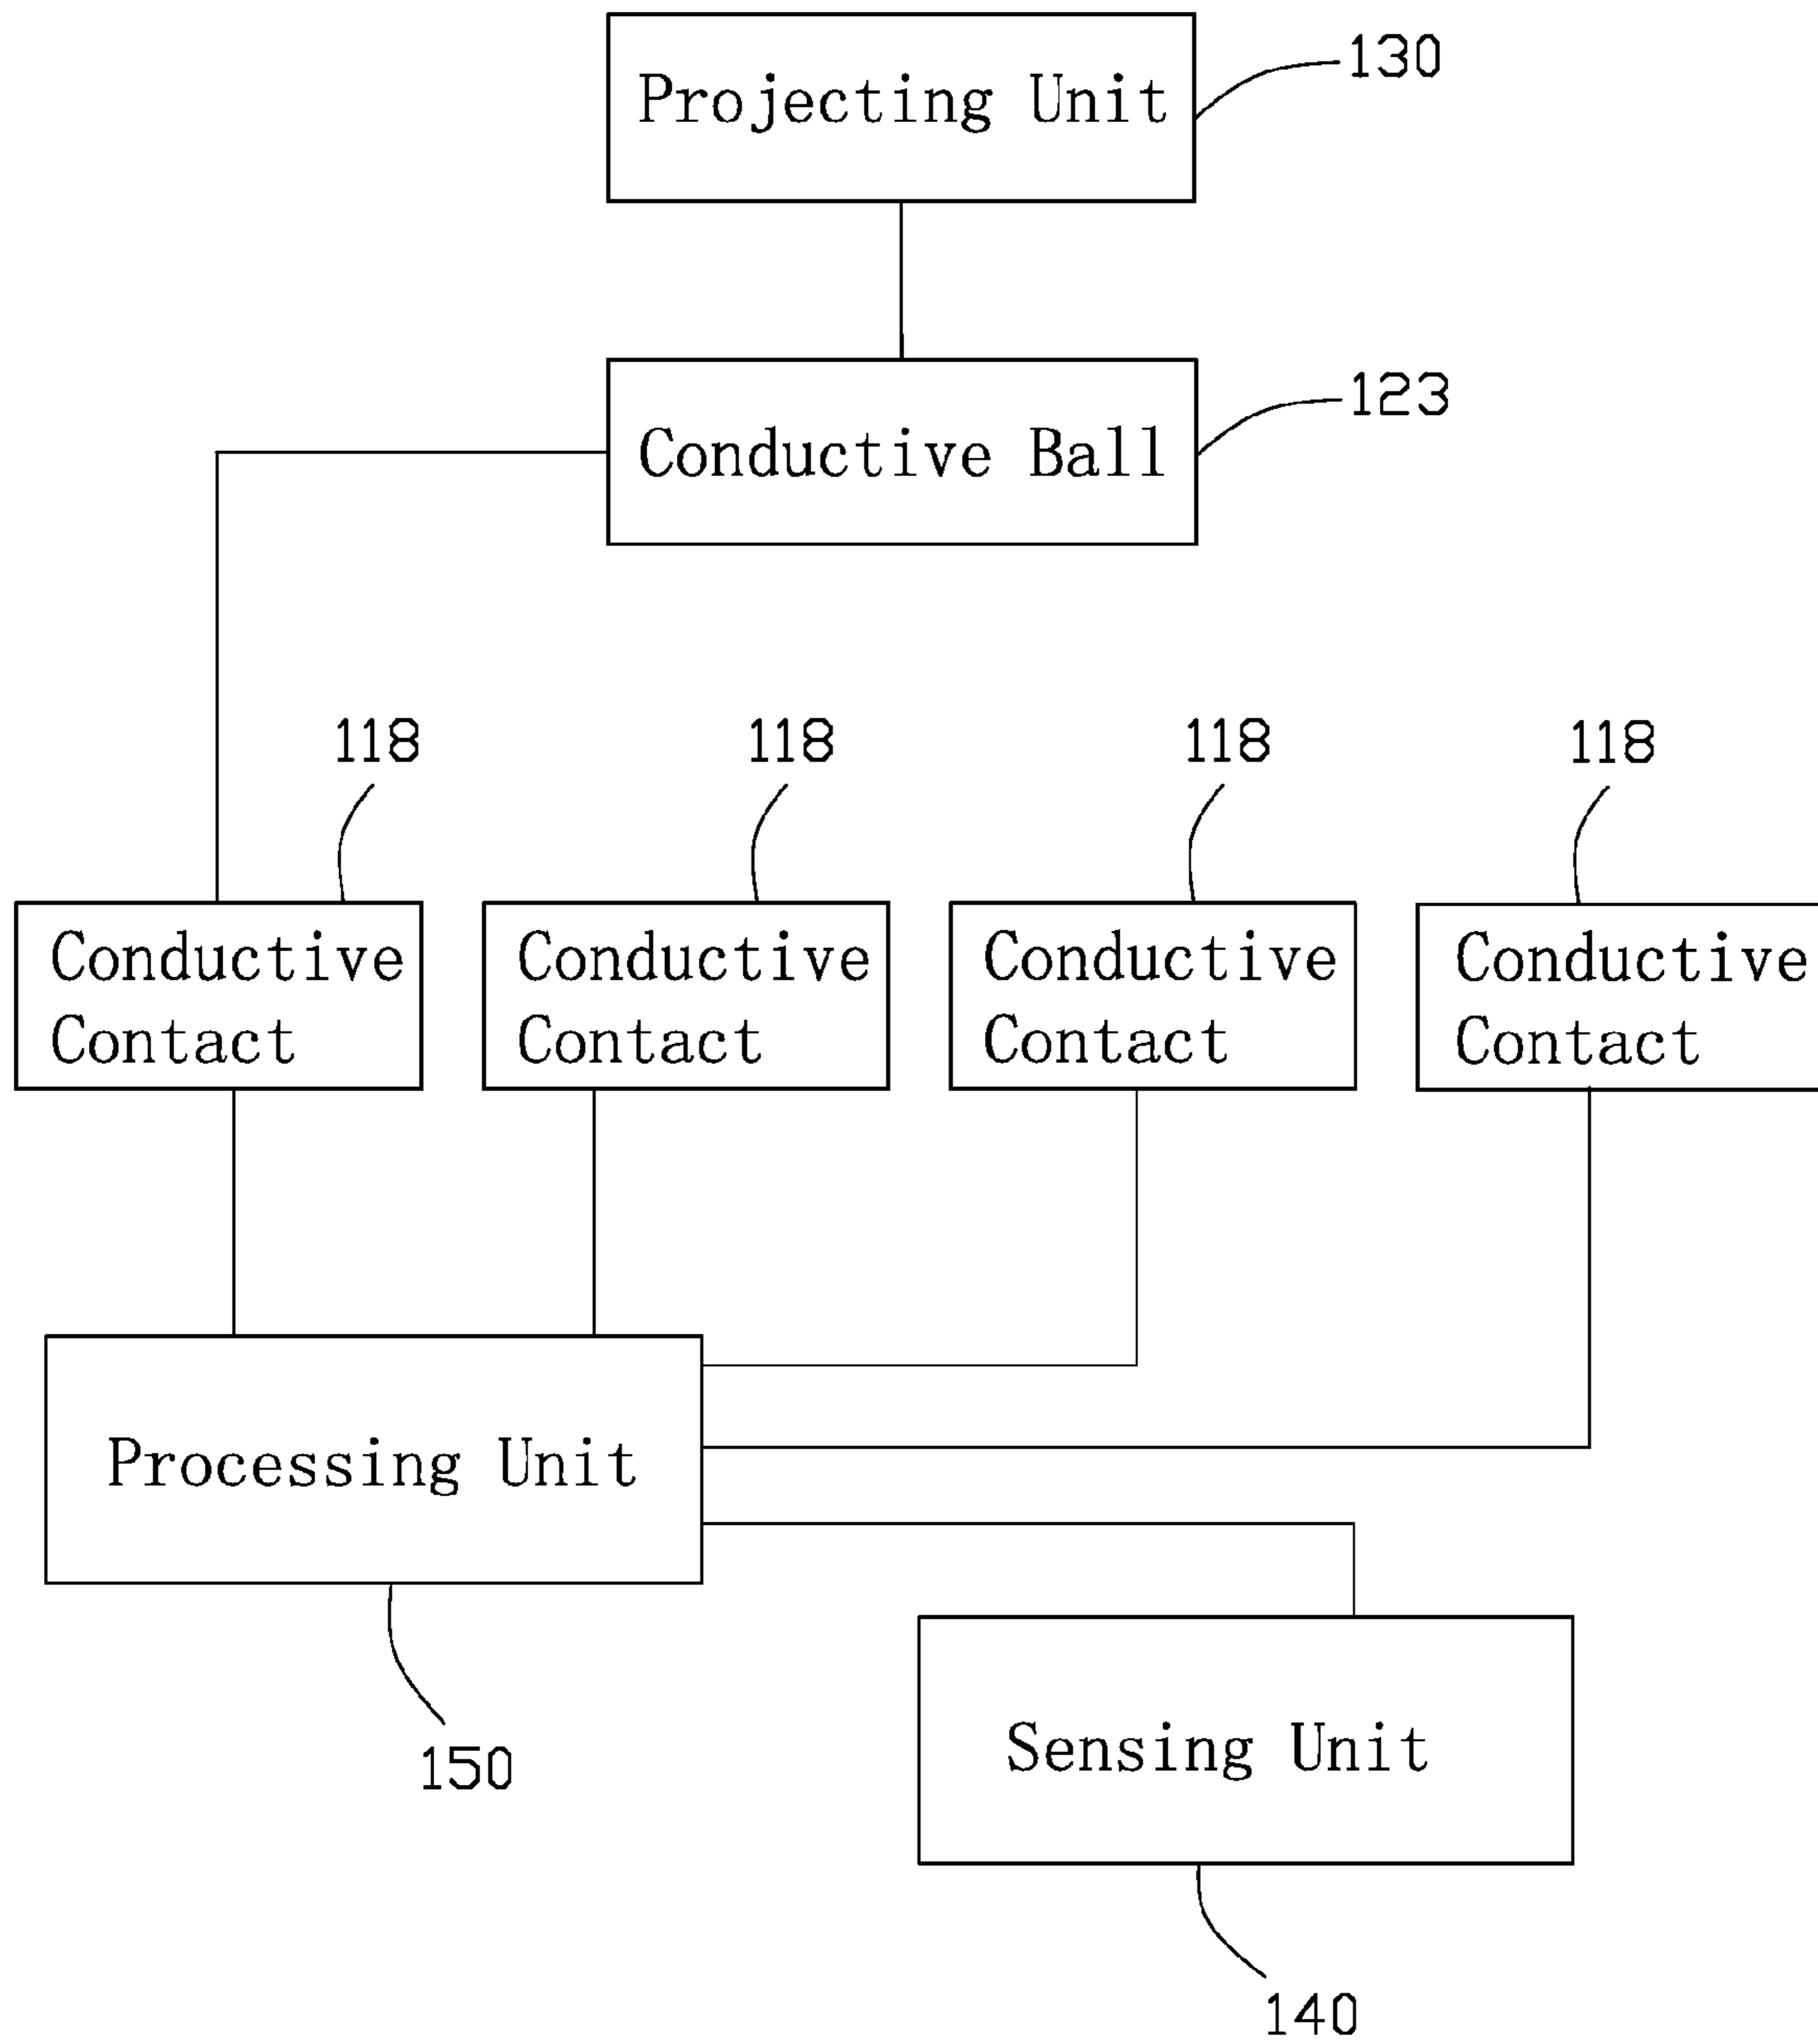 Projecting Unit
130
Conductive Ball
123
118
118
118
118
Conductive
Contact
Conductive
Contact
Conductive
Contact
Conductive
Contact
Processing Unit
150
Sensing Unit
140